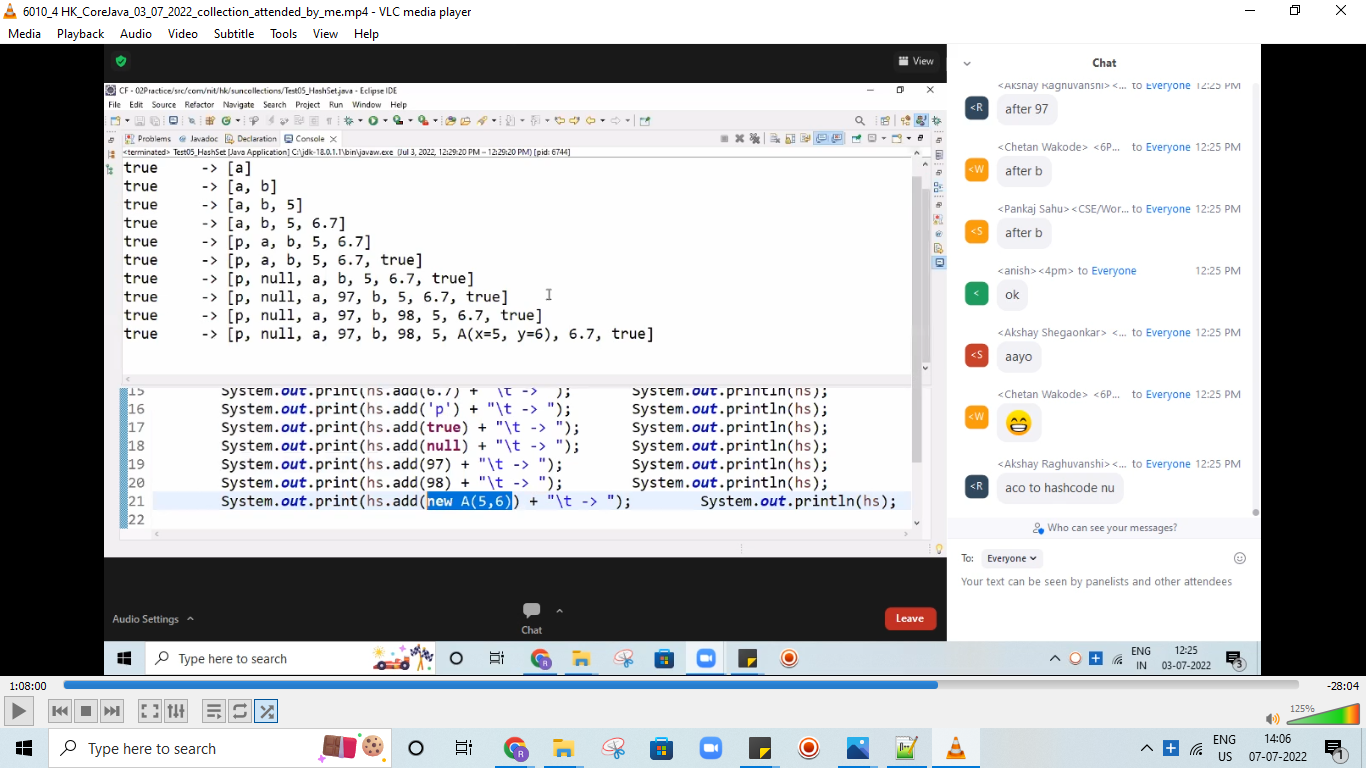 6010_4 HK_CoreJava_03_07_2022_collection_attended_by_me.mp4 - VLC media player
Media Playback Audio Video Subtitle Tools View Help
View
CF - 02Practice/src/com/nit/hk/suncollections/Test05_HashSet.java - Eclipse IDE
File Edit Source Refactor Navigate Search Project Run Window Help
Problems Javadoc Declaration Console
<terminated> Test05_HashSet [Java Application] C:\jdk-18.0.1.1\bin\javaw.exe (Jul 3, 2022, 12:29:20 PM – 12:29:20 PM) [pid: 6744]
true -> [a]
true -> [a, b]
true -> [a, b, 5]
true -> [a, b, 5, 6.7]
true -> [p, a, b, 5, 6.7]
true -> [p, a, b, 5, 6.7, true]
true -> [p, null, a, b, 5, 6.7, true]
true -> [p, null, a, 97, b, 5, 6.7, true]
true -> [p, null, a, 97, b, 98, 5, 6.7, true]
true -> [p, null, a, 97, b, 98, 5, A(x=5, y=6), 6.7, true]
15 System.out.print(hs.add(6.7) + "\t -> "); System.out.println(hs);
16 System.out.print(hs.add('p') + "\t -> "); System.out.println(hs);
17 System.out.print(hs.add(true) + "\t -> "); System.out.println(hs);
18 System.out.print(hs.add(null) + "\t -> "); System.out.println(hs);
19 System.out.print(hs.add(97) + "\t -> "); System.out.println(hs);
20 System.out.print(hs.add(98) + "\t -> "); System.out.println(hs);
21 System.out.print(hs.add(new A(5,6)) + "\t -> "); System.out.println(hs);
22
Audio Settings
Chat
Leave
Chat
<Akshay Raghuvanshi> <... to Everyone 12:25 PM
<R after 97
<Chetan Wakode> <6P... to Everyone 12:25 PM
<W after b
<Pankaj Sahu><CSE/Wor... to Everyone 12:25 PM
<S after b
<anish><4pm> to Everyone 12:25 PM
< ok
<Akshay Shegaonkar> <... to Everyone 12:25 PM
<S aayo
<Chetan Wakode> <6P... to Everyone 12:25 PM
<W 😁
<Akshay Raghuvanshi> <... to Everyone 12:25 PM
<R aco to hashcode nu
Who can see your messages?
To: Everyone
Your text can be seen by panelists and other attendees
Type here to search
ENG
IN
12:25
03-07-2022
3
1:08:00
-28:04
125%
Type here to search
ENG
US
14:06
07-07-2022
1